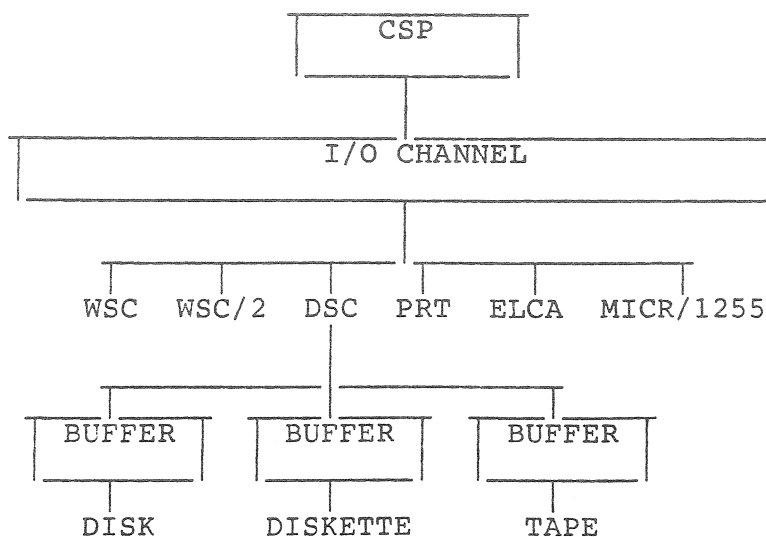 CSP
I/O CHANNEL
WSC WSC/2 DSC PRT ELCA MICR/1255
BUFFER BUFFER BUFFER
DISK DISKETTE TAPE